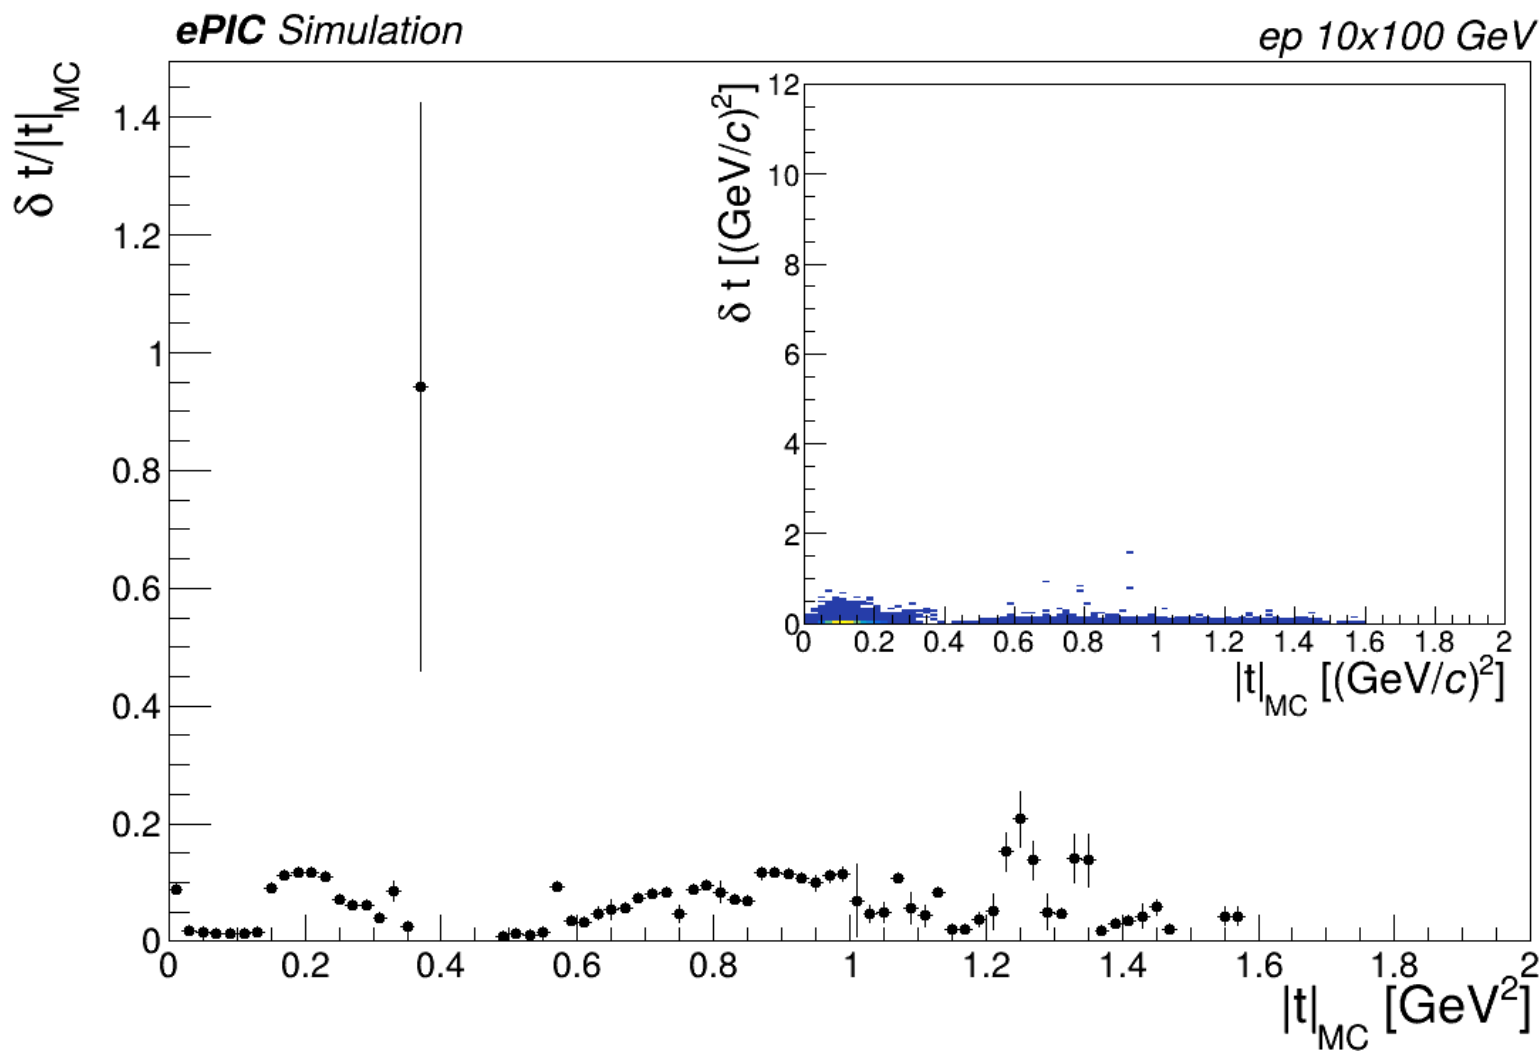 ePIC Simulation
ep 10x100 GeV
δ t/|t|MC
1.4
1.2
1
0.8
0.6
0.4
0.2
0
0 0.2 0.4 0.6 0.8 1 1.2 1.4 1.6 1.8 2
|t|MC [GeV2]
δ t [(GeV/c)2]
12
10
8
6
4
2
0
0 0.2 0.4 0.6 0.8 1 1.2 1.4 1.6 1.8 2
|t|MC [(GeV/c)2]